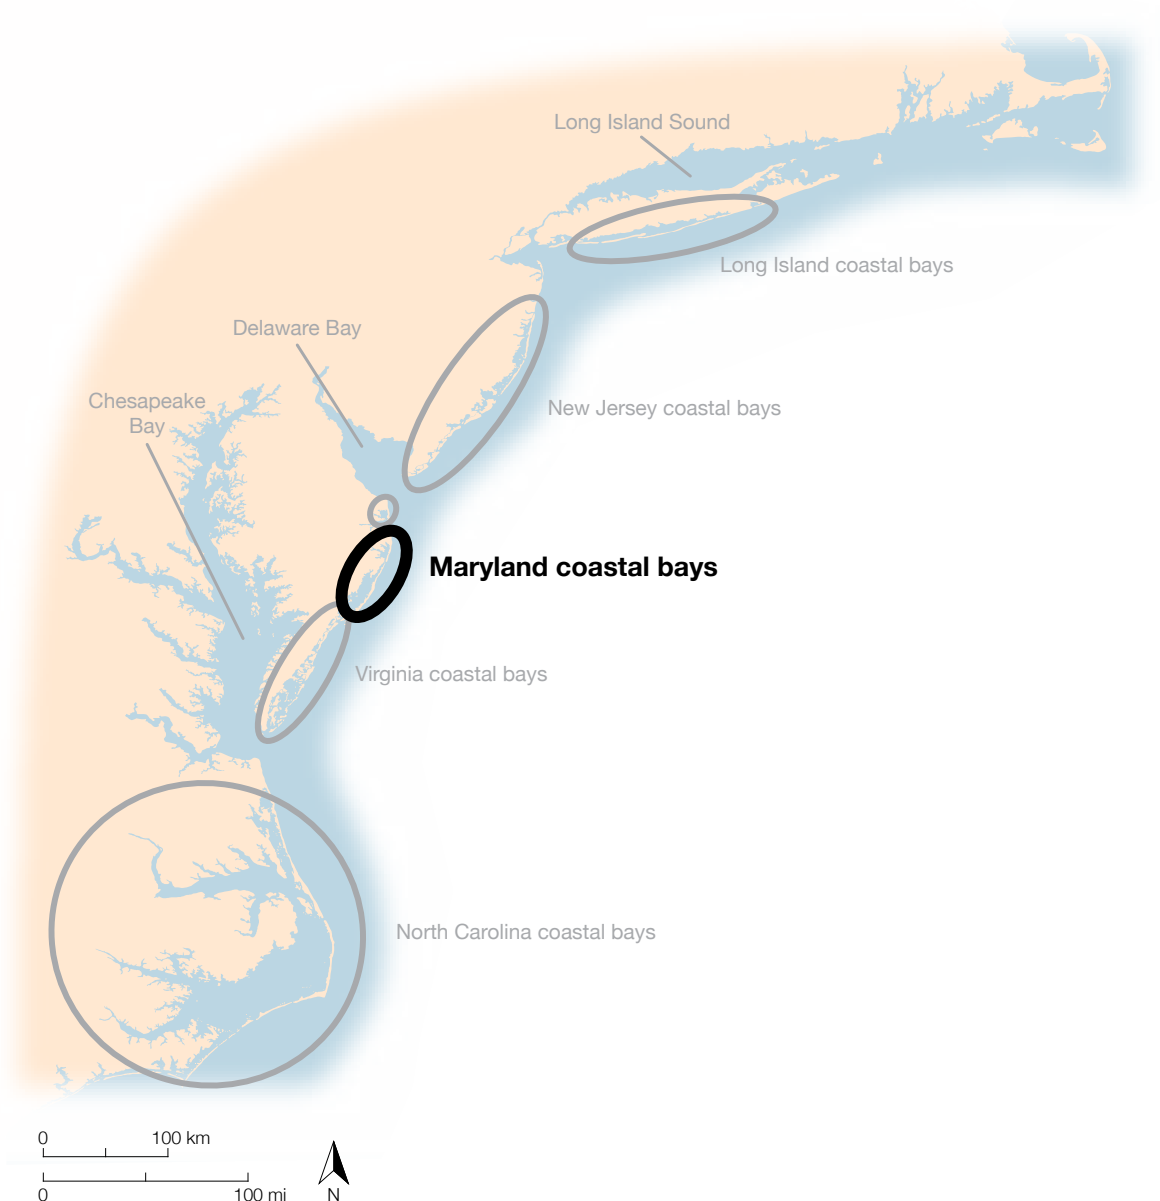 Long Island Sound
Long Island coastal bays
Delaware Bay
Chesapeake
Bay
New Jersey coastal bays
Maryland coastal bays
Virginia coastal bays
North Carolina coastal bays
0 100 km
0 100 mi
N